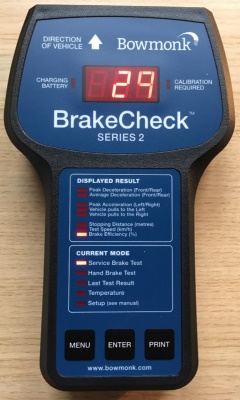 DIRECTION
OF VEHICLE
Bowmonk
CHARGING
BATTERY
29
CALIBRATION
REQUIRED
BrakeCheck™
SERIES 2
DISPLAYED RESULT
Peak Deceleration (Front/Rear)
Average Deceleration (Front/Rear)
Peak Acceleration (Left/Right)
Vehicle pulls to the Left
Vehicle pulls to the Right
Stopping Distance (metres)
Test Speed (km/h)
Brake Efficiency (%)
CURRENT MODE
Service Brake Test
Hand Brake Test
Last Test Result
Temperature
Setup (see manual)
MENU
ENTER
PRINT
www.bowmonk.com